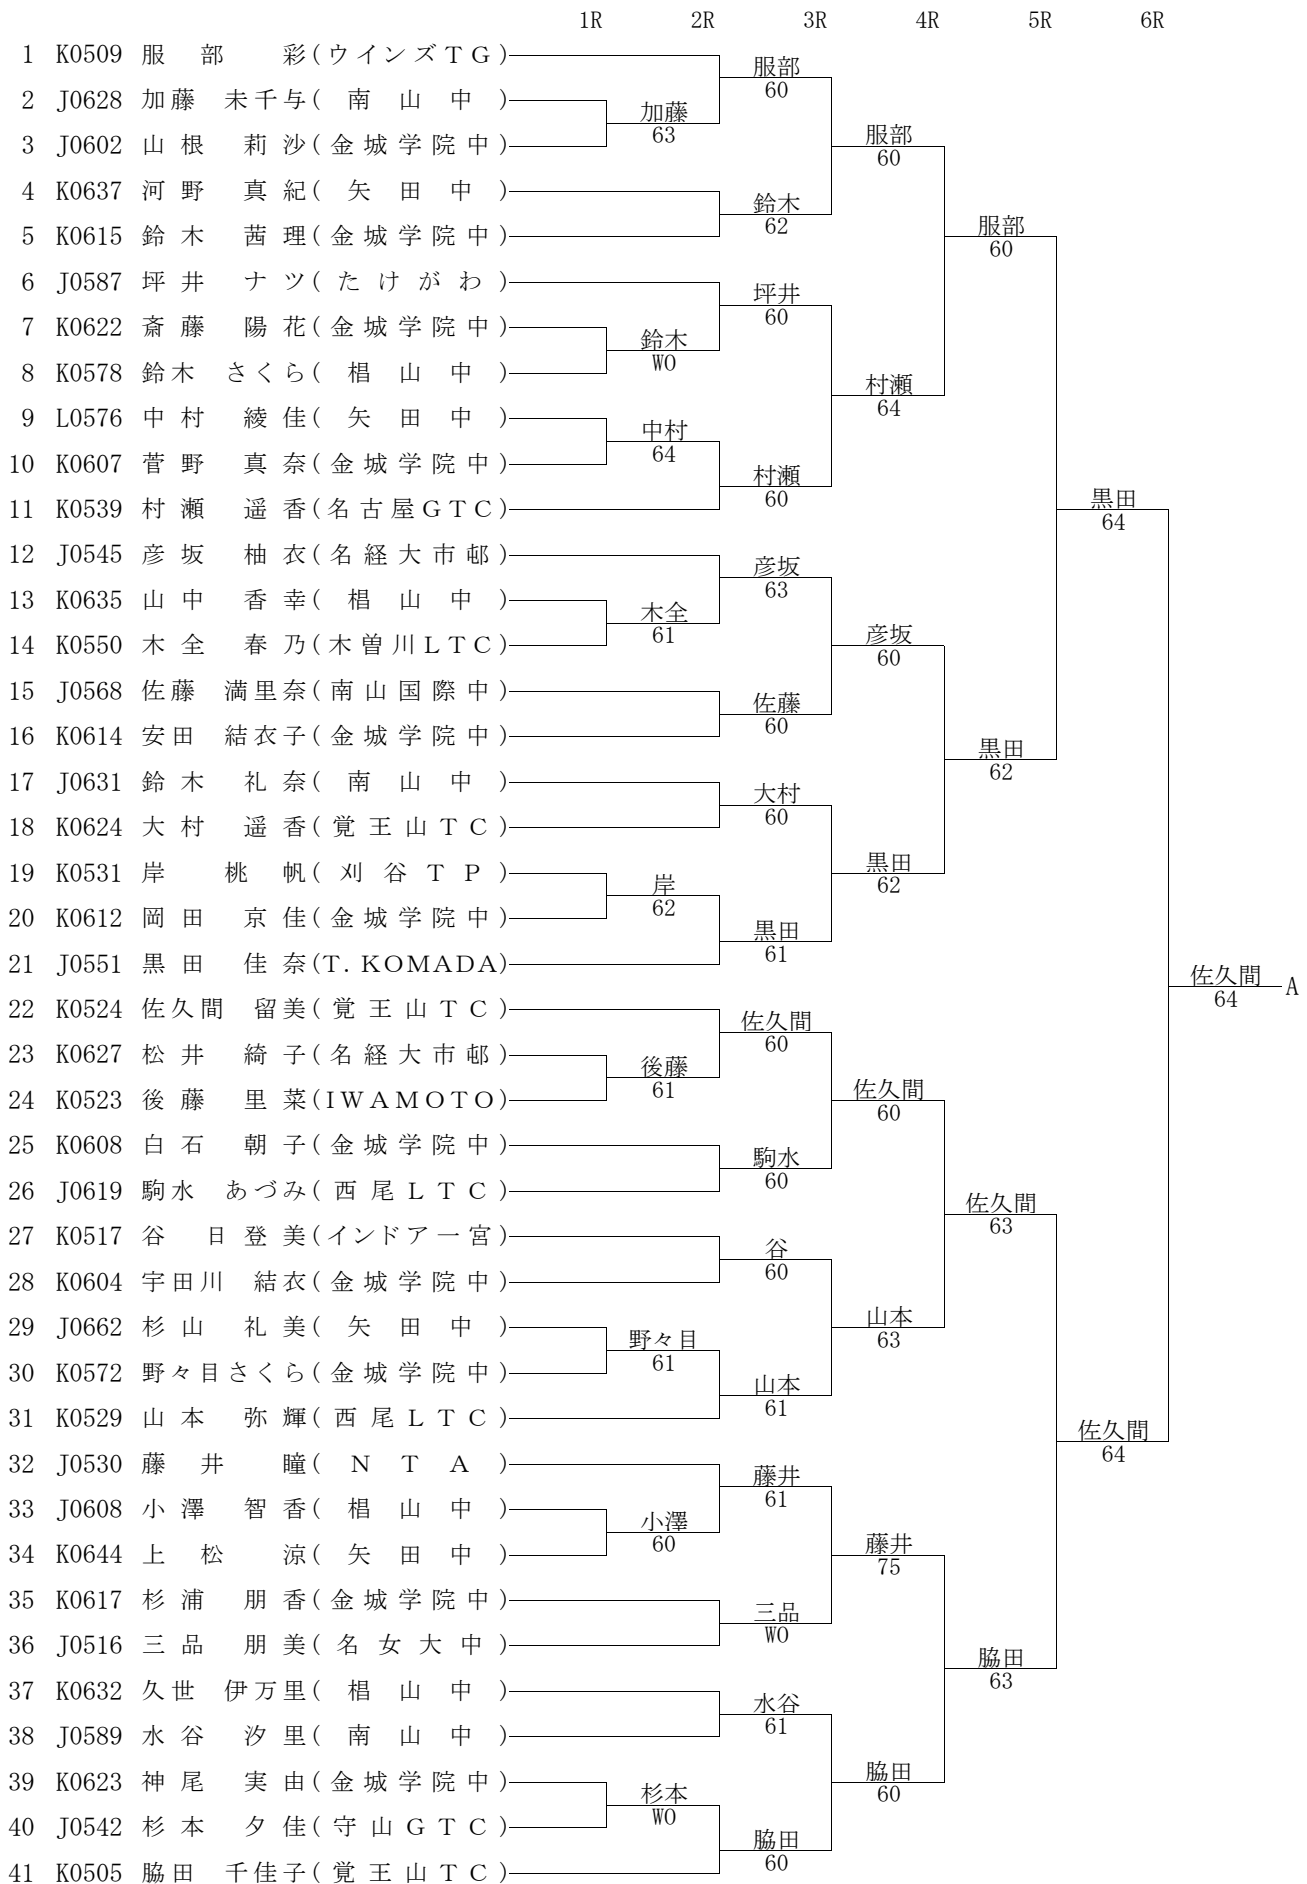 1R 2R 3R 4R 5R 6R
1 K0509 服部 彩(ウインズTG)
服部
60
2 J0628 加藤 未千与(南山中)
加藤
63
服部
60
3 J0602 山根 莉沙(金城学院中)
4 K0637 河野 真紀(矢田中)
鈴木
62
服部
60
5 K0615 鈴木 茜理(金城学院中)
6 J0587 坪井 ナツ(たけがわ)
坪井
60
7 K0622 斎藤 陽花(金城学院中)
鈴木
WO
8 K0578 鈴木 さくら(椙山中)
村瀬
64
9 L0576 中村 綾佳(矢田中)
中村
64
10 K0607 菅野 真奈(金城学院中)
村瀬
60
11 K0539 村瀬 遥香(名古屋GTC)
黒田
64
12 J0545 彦坂 柚衣(名経大市邨)
彦坂
63
13 K0635 山中 香幸(椙山中)
木全
61
彦坂
60
14 K0550 木全 春乃(木曽川LTC)
15 J0568 佐藤 満里奈(南山国際中)
佐藤
60
16 K0614 安田 結衣子(金城学院中)
黒田
62
17 J0631 鈴木 礼奈(南山中)
大村
60
18 K0624 大村 遥香(覚王山TC)
黒田
62
19 K0531 岸 桃帆(刈谷TP)
岸
62
20 K0612 岡田 京佳(金城学院中)
黒田
61
21 J0551 黒田 佳奈(T.KOMADA)
佐久間
64
A
22 K0524 佐久間 留美(覚王山TC)
佐久間
60
23 K0627 松井 綺子(名経大市邨)
後藤
61
佐久間
60
24 K0523 後藤 里菜(IWAMOTO)
25 K0608 白石 朝子(金城学院中)
駒水
60
26 J0619 駒水 あづみ(西尾LTC)
佐久間
63
27 K0517 谷 日登美(インドア一宮)
谷
60
28 K0604 宇田川 結衣(金城学院中)
山本
63
29 J0662 杉山 礼美(矢田中)
野々目
61
30 K0572 野々目さくら(金城学院中)
山本
61
31 K0529 山本 弥輝(西尾LTC)
佐久間
64
32 J0530 藤井 瞳(NTA)
藤井
61
33 J0608 小澤 智香(椙山中)
小澤
60
藤井
75
34 K0644 上松 涼(矢田中)
35 K0617 杉浦 朋香(金城学院中)
三品
WO
36 J0516 三品 朋美(名女大中)
脇田
63
37 K0632 久世 伊万里(椙山中)
水谷
61
38 J0589 水谷 汐里(南山中)
脇田
60
39 K0623 神尾 実由(金城学院中)
杉本
WO
40 J0542 杉本 夕佳(守山GTC)
脇田
60
41 K0505 脇田 千佳子(覚王山TC)